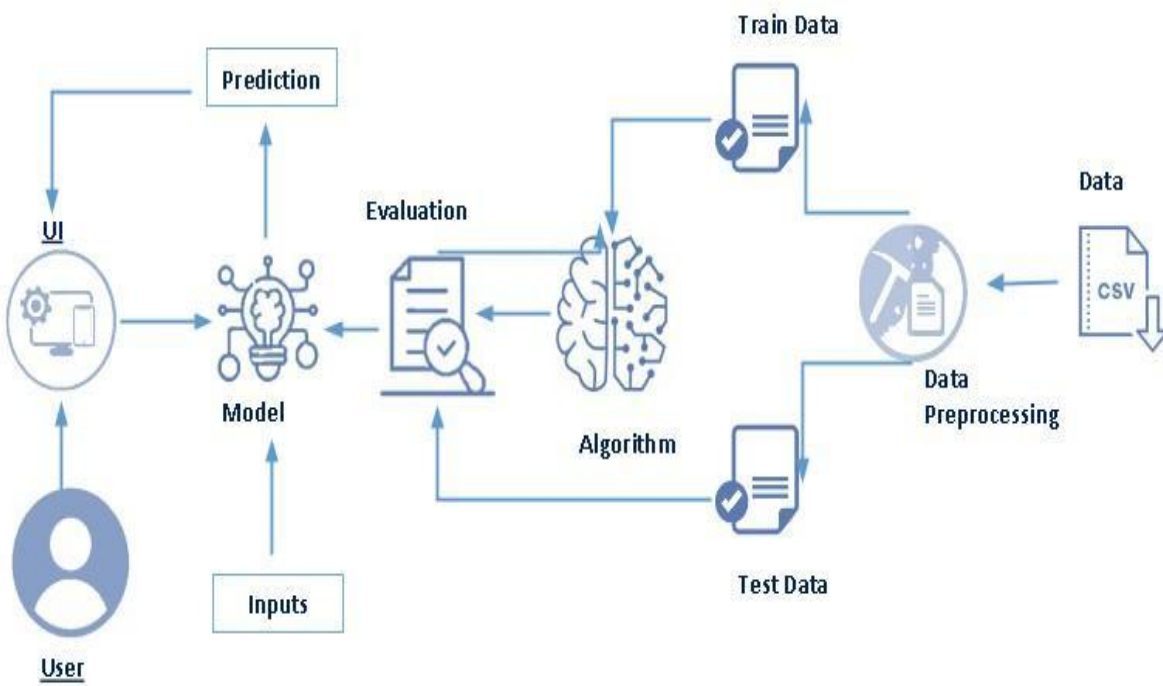 Train Data
Prediction
Data
Evaluation
UI
CSV
Data
Preprocessing
Model
Algorithm
Test Data
Inputs
User